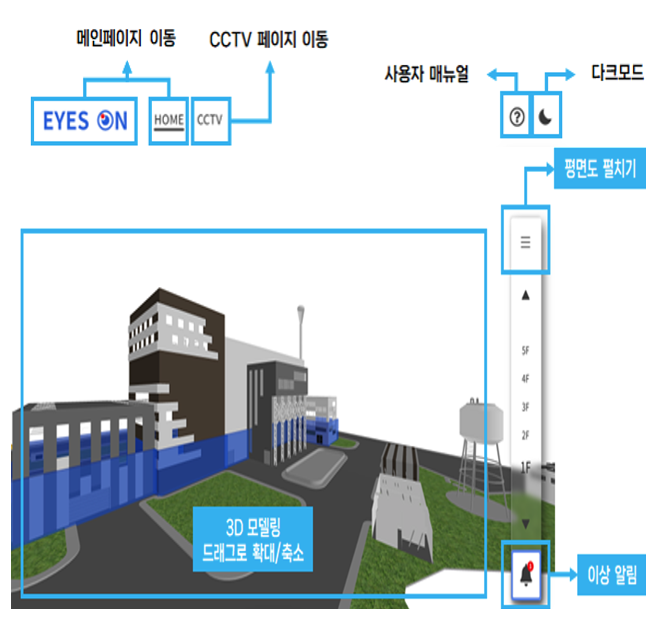 메인페이지 이동
CCTV 페이지 이동
사용자 매뉴얼
다크모드
EYES ON
HOME
CCTV
?
평면도 펼치기
5F
4F
3F
2F
1F
3D 모델링
드래그로 확대/축소
이상 알림